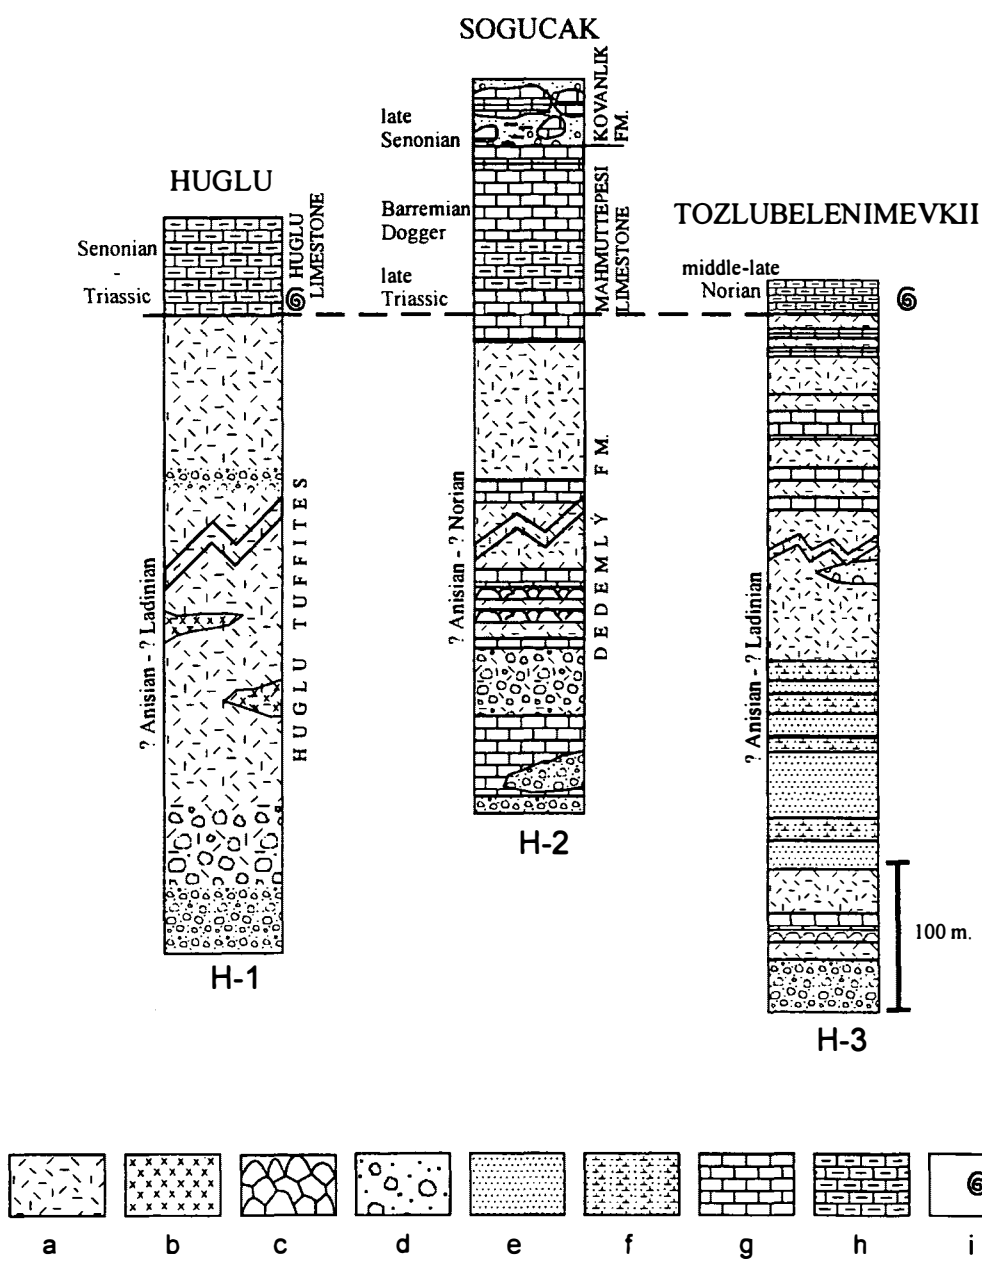 SOGUCAK
KOVANLIK
FM.
late
Senonian
HUGLU
Senonian
-
Triassic
HUGLU
LIMESTONE
Barremian
Dogger
late
Triassic
MAHMUTTEPESI
LIMESTONE
TOZLUBELENIMEVKII
middle-late
Norian
? Anisian - ? Ladinian
HUGLU TUFFITES
? Anisian - ? Norian
DEDEMLÝ FM.
? Anisian - ? Ladinian
H-1
H-2
H-3
100 m.
a b c d e f g h i